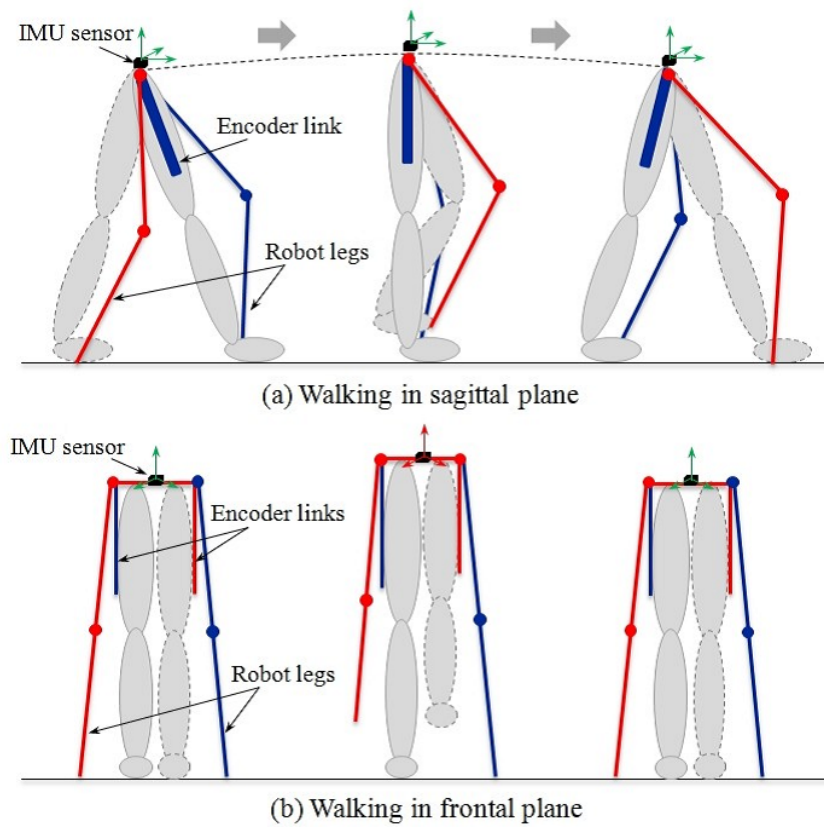 IMU sensor
Encoder link
Robot legs
(a) Walking in sagittal plane
IMU sensor
Encoder links
Robot legs
(b) Walking in frontal plane